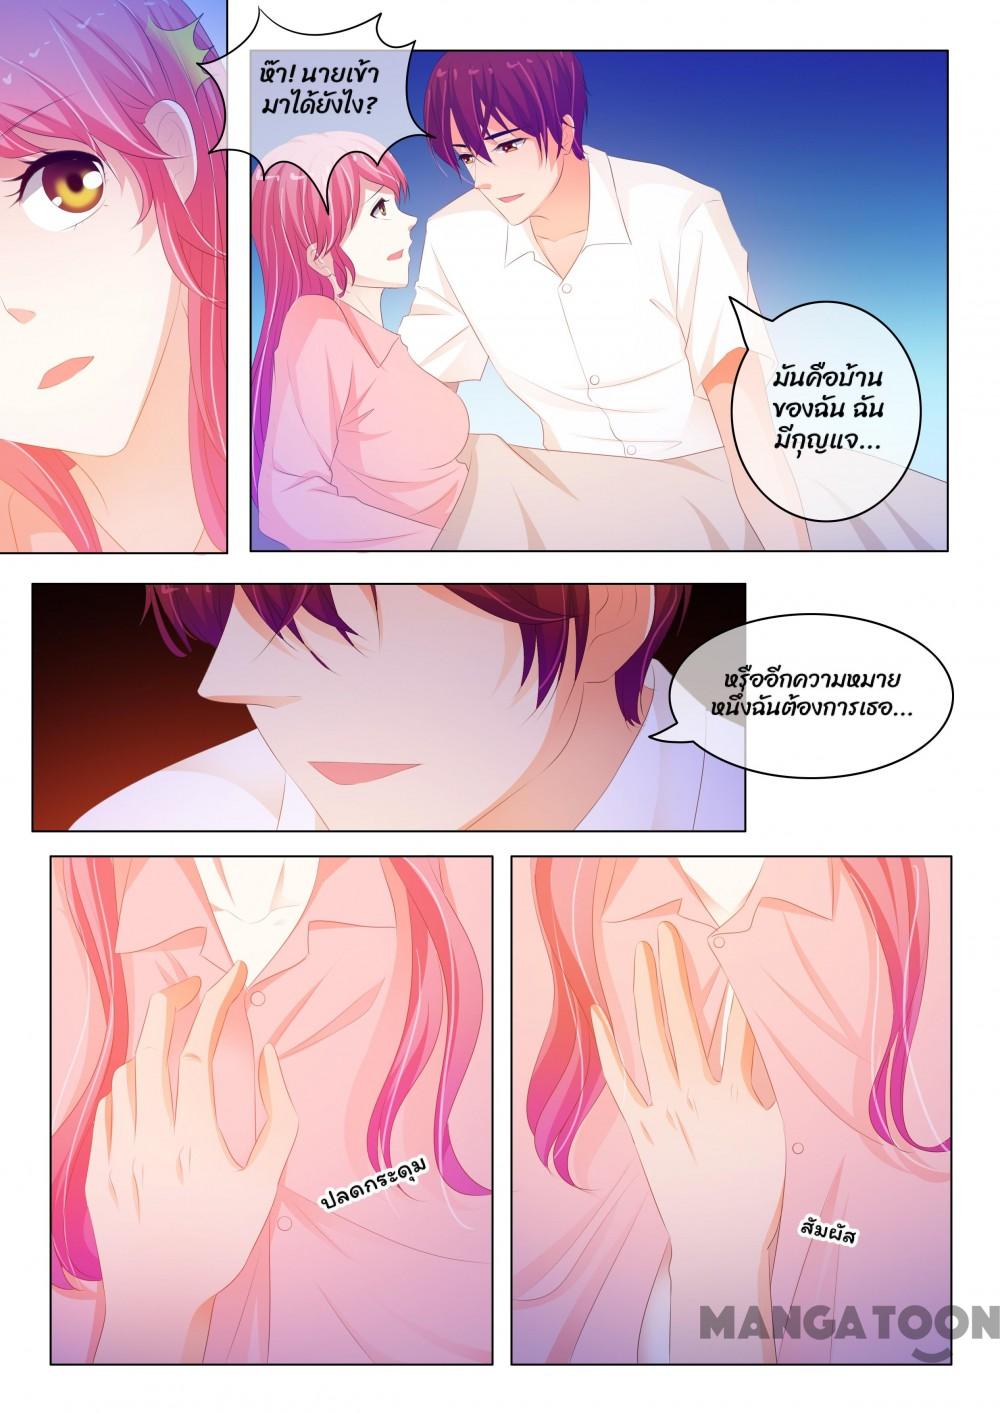 ห๊า! นายเข้า
มาได้ยังไง?
มันคือบ้าน
ของฉัน ฉัน
มีกุญแจ...
หรืออีกความหมาย
หนึ่งฉันต้องการเธอ...
ปลดกระดุม
สัมผัส
MANGATOON